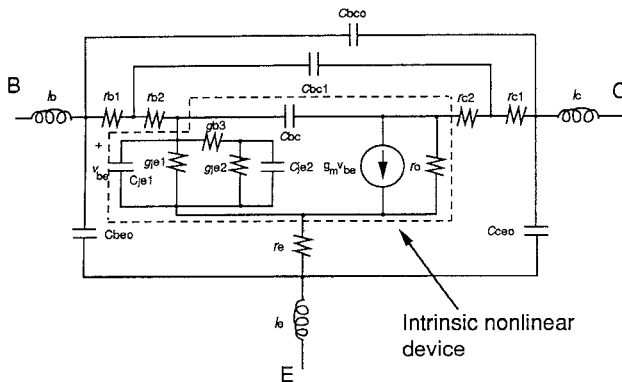 Cbco
Cbc1
B
lb
rb1
rb2
rc2
rc1
lc
C
gb3
Cbc
+
vbe
Cje1
gje1
gje2
Cje2
gmvbe
ro
Cbeo
re
Cceo
le
Intrinsic nonlinear
device
E